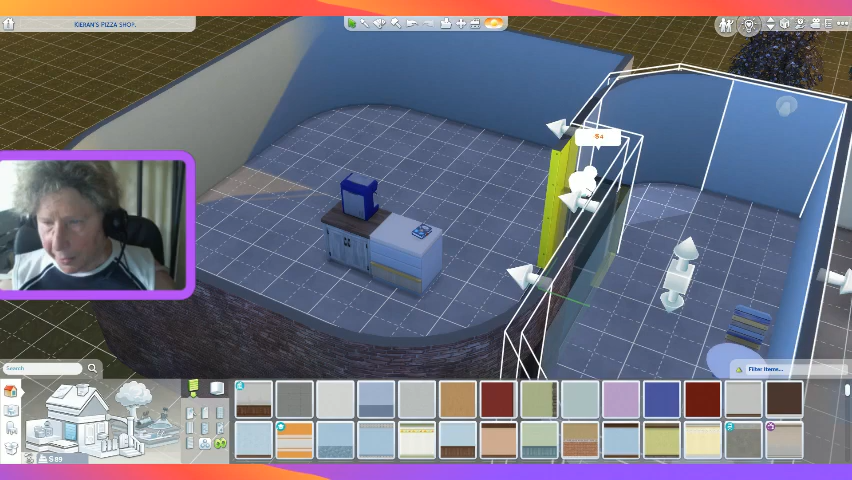 KIERAN'S PIZZA SHOP.
$4
Search
Filter Items...
$89